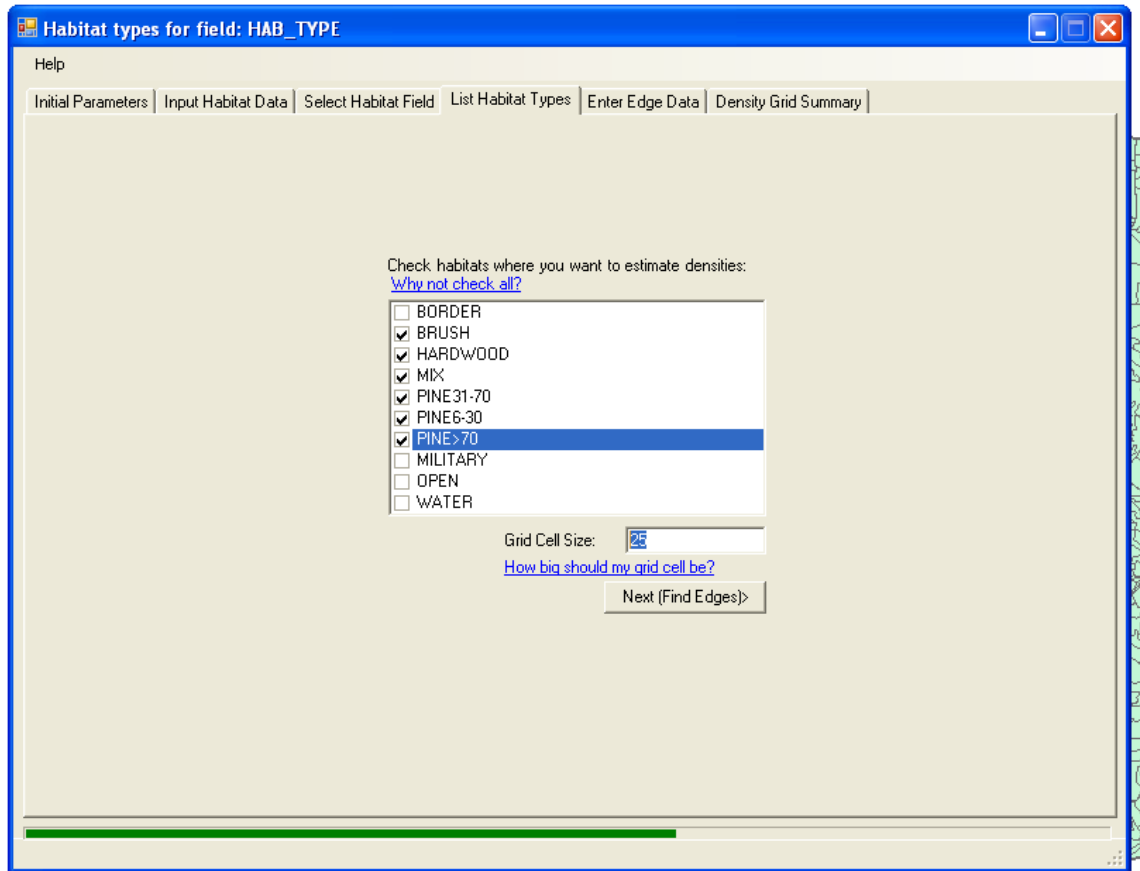 Habitat types for field: HAB_TYPE
Help
Initial Parameters Input Habitat Data Select Habitat Field List Habitat Types Enter Edge Data Density Grid Summary
Check habitats where you want to estimate densities:
Why not check all?
BORDER
BRUSH
HARDWOOD
MIX
PINE31-70
PINE6-30
PINE>70
MILITARY
OPEN
WATER
Grid Cell Size: 25
How big should my grid cell be?
Next (Find Edges)>